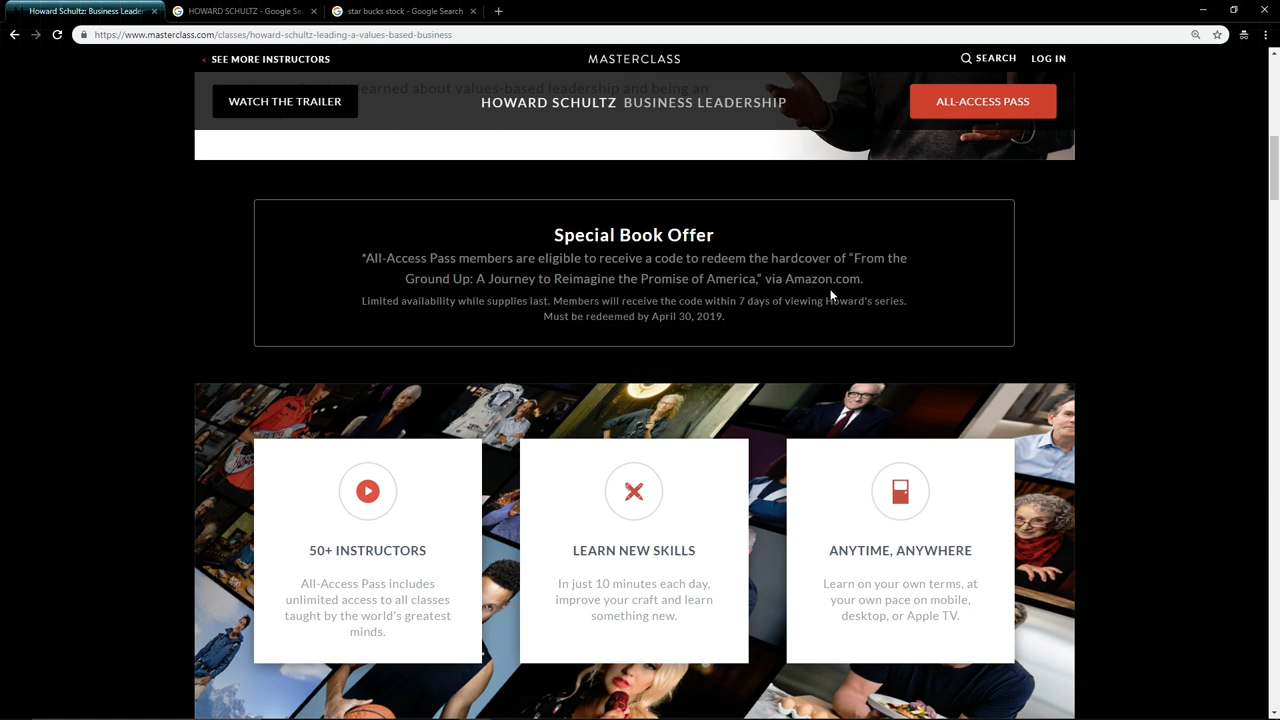 Howard Schultz: Business Leader
HOWARD SCHULTZ - Google Se
star bucks stock - Google Search
https://www.masterclass.com/classes/howard-schultz-leading-a-values-based-business
SEE MORE INSTRUCTORS
MASTERCLASS
SEARCH
LOG IN
learned about values-based leadership and being an
WATCH THE TRAILER
HOWARD SCHULTZ BUSINESS LEADERSHIP
ALL-ACCESS PASS
Special Book Offer
*All-Access Pass members are eligible to receive a code to redeem the hardcover of “From the
Ground Up: A Journey to Reimagine the Promise of America,“ via Amazon.com.
Limited availability while supplies last. Members will receive the code within 7 days of viewing Howard's series.
Must be redeemed by April 30, 2019.
50+ INSTRUCTORS
All-Access Pass includes
unlimited access to all classes
taught by the world's greatest
minds.
LEARN NEW SKILLS
In just 10 minutes each day,
improve your craft and learn
something new.
ANYTIME, ANYWHERE
Learn on your own terms, at
your own pace on mobile,
desktop, or Apple TV.